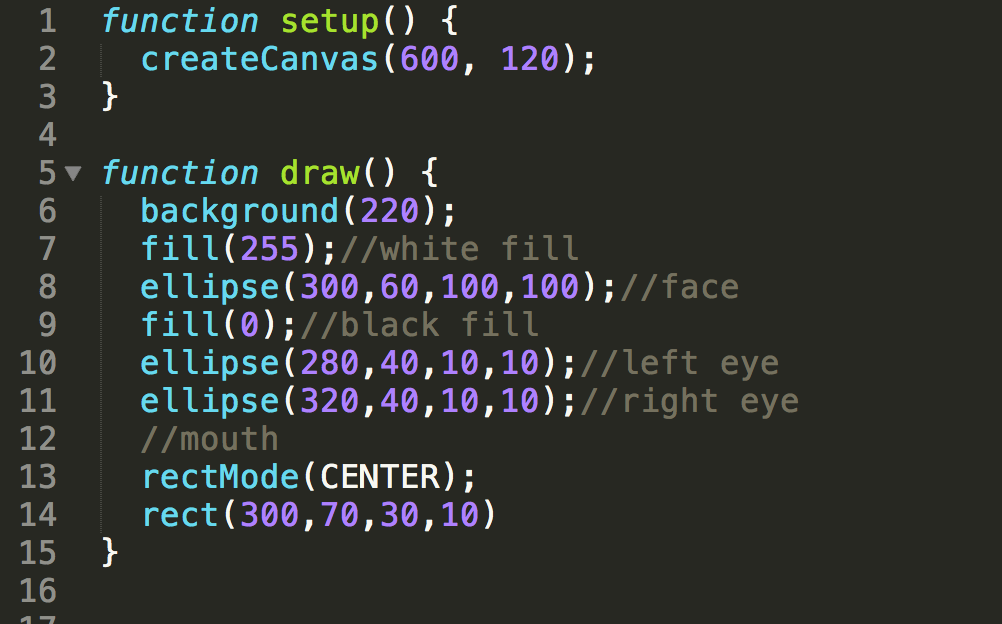 1 function setup() {
2 createCanvas(600, 120);
3 }
4
5 function draw() {
6 background(220);
7 fill(255);//white fill
8 ellipse(300,60,100,100);//face
9 fill(0);//black fill
10 ellipse(280,40,10,10);//left eye
11 ellipse(320,40,10,10);//right eye
12 //mouth
13 rectMode(CENTER);
14 rect(300,70,30,10)
15 }
16
17